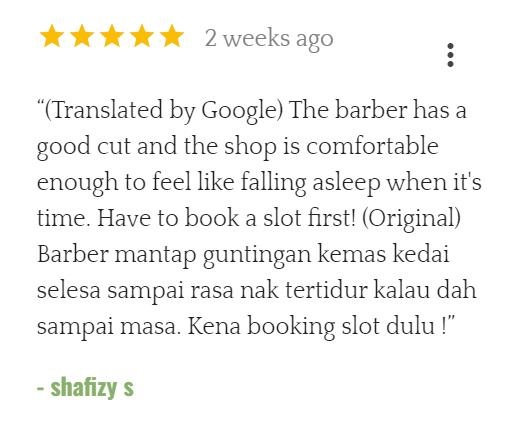 2 weeks ago
“(Translated by Google) The barber has a
good cut and the shop is comfortable
enough to feel like falling asleep when it's
time. Have to book a slot first! (Original)
Barber mantap guntingan kemas kedai
selesa sampai rasa nak tertidur kalau dah
sampai masa. Kena booking slot dulu !”
- shafizy s